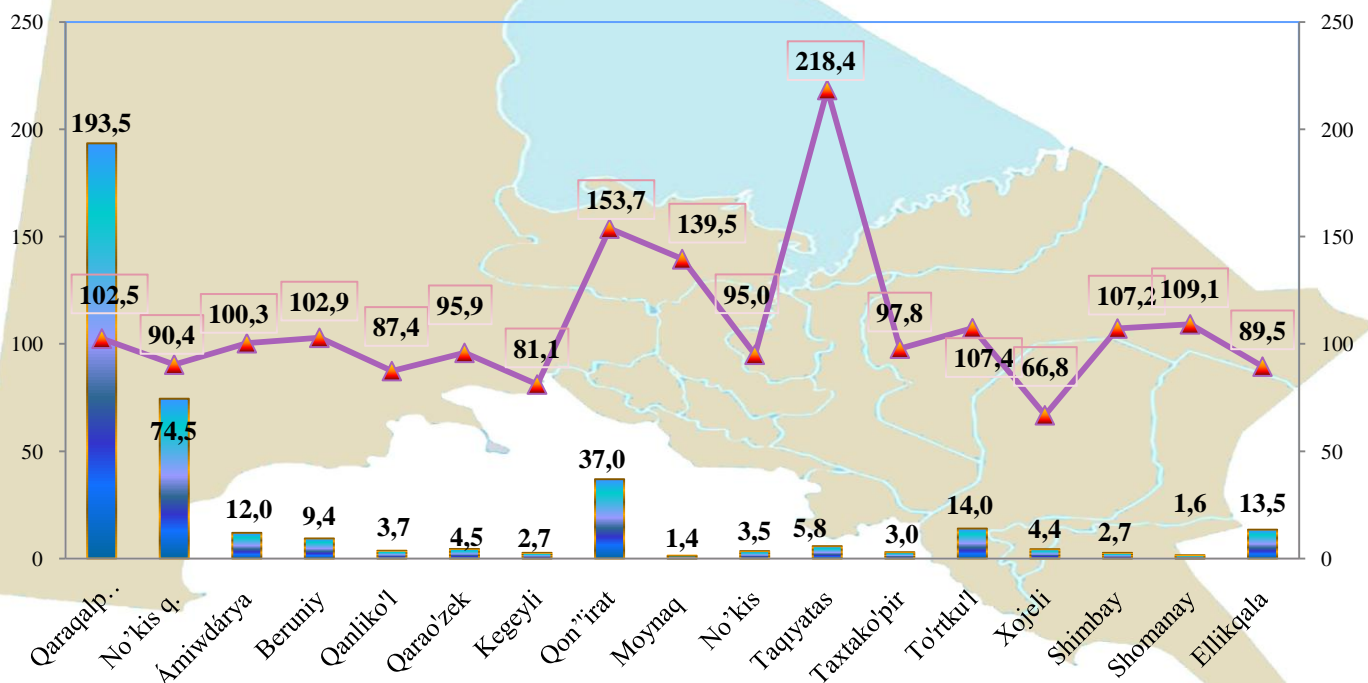 250
200
150
100
50
0
250
200
150
100
50
0
193,5
74,5
12,0
9,4
3,7
4,5
2,7
37,0
1,4
3,5
5,8
3,0
14,0
4,4
2,7
1,6
13,5
102,5
90,4
100,3
102,9
87,4
95,9
81,1
153,7
139,5
95,0
218,4
97,8
107,4
66,8
107,2
109,1
89,5
Qaraqalp..
No’kis q.
Ámiwdárya
Beruniy
Qanliko'l
Qarao'zek
Kegeyli
Qon’'irat
Moynaq
No'kis
Taqıyatas
Taxtako'pir
To'rtku'l
Xojeli
Shimbay
Shomanay
Ellikqala